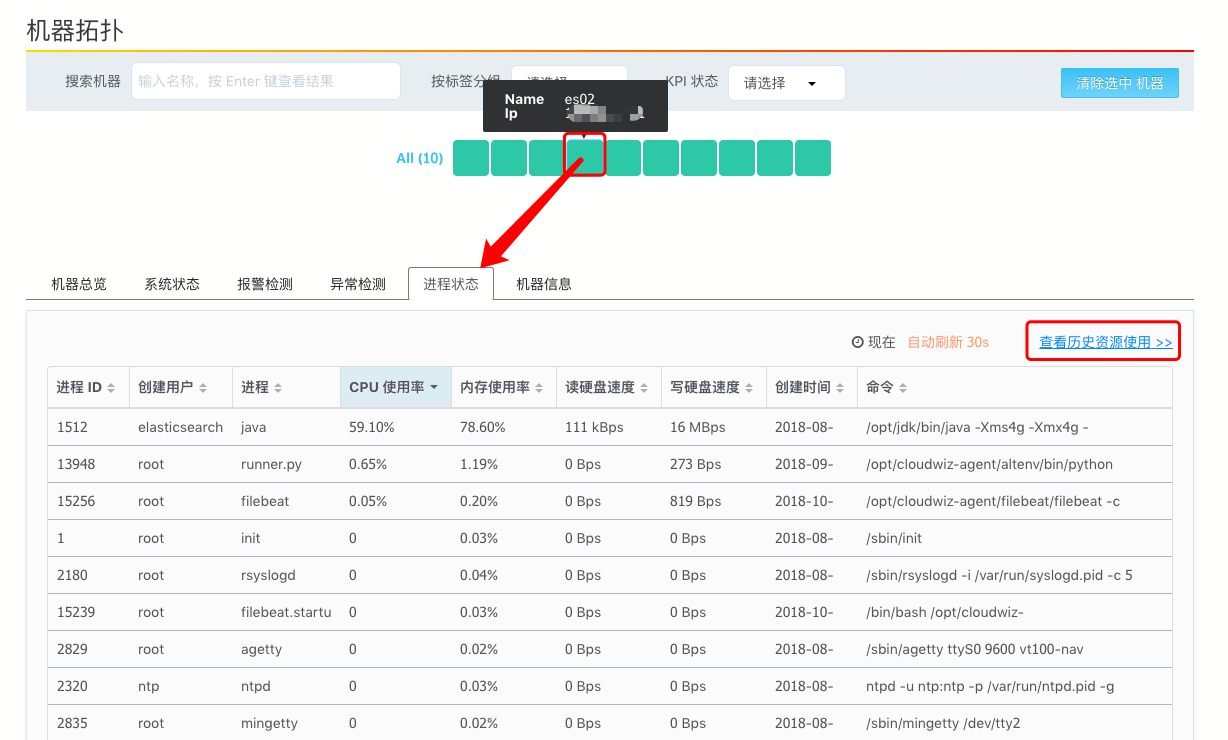 机器拓扑
搜索机器 输入名称，按 Enter 键查看结果 按标签分组 请选择 KPI 状态 请选择 清除选中 机器
Name es02
Ip
All (10)
机器总览 系统状态 报警检测 异常检测 进程状态 机器信息
现在 自动刷新 30s 查看历史资源使用 >>
进程 ID 创建用户 进程 CPU 使用率 内存使用率 读硬盘速度 写硬盘速度 创建时间 命令
1512 elasticsearch java 59.10% 78.60% 111 kBps 16 MBps 2018-08- /opt/jdk/bin/java -Xms4g -Xmx4g -
13948 root runner.py 0.65% 1.19% 0 Bps 273 Bps 2018-09- /opt/cloudwiz-agent/altenv/bin/python
15256 root filebeat 0.05% 0.20% 0 Bps 819 Bps 2018-10- /opt/cloudwiz-agent/filebeat/filebeat -c
1 root init 0 0.03% 0 Bps 0 Bps 2018-08- /sbin/init
2180 root rsyslogd 0 0.04% 0 Bps 0 Bps 2018-08- /sbin/rsyslogd -i /var/run/syslogd.pid -c 5
15239 root filebeat.startu 0 0.03% 0 Bps 0 Bps 2018-10- /bin/bash /opt/cloudwiz-
2829 root agetty 0 0.02% 0 Bps 0 Bps 2018-08- /sbin/agetty ttyS0 9600 vt100-nav
2320 ntp ntpd 0 0.03% 0 Bps 0 Bps 2018-08- ntpd -u ntp:ntp -p /var/run/ntpd.pid -g
2835 root mingetty 0 0.02% 0 Bps 0 Bps 2018-08- /sbin/mingetty /dev/tty2